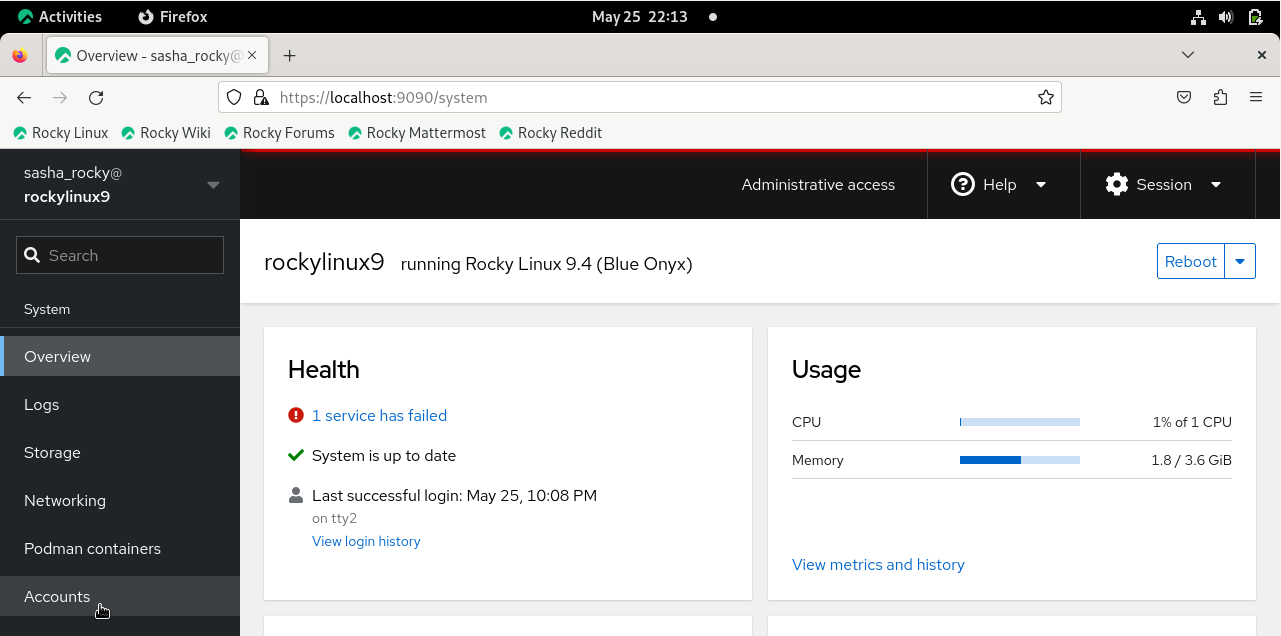 Activities Firefox May 25 22:13
Overview - sasha_rocky@
https://localhost:9090/system
Rocky Linux Rocky Wiki Rocky Forums Rocky Mattermost Rocky Reddit
sasha_rocky@
rockylinux9
Administrative access Help Session
Search
rockylinux9 running Rocky Linux 9.4 (Blue Onyx) Reboot
System
Overview
Logs
Storage
Networking
Podman containers
Accounts
Health
1 service has failed
System is up to date
Last successful login: May 25, 10:08 PM
on tty2
View login history
Usage
CPU 1% of 1 CPU
Memory 1.8 / 3.6 GiB
View metrics and history